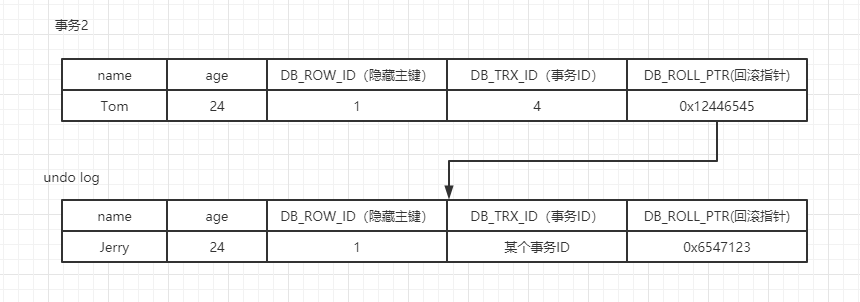 事务2
name age DB_ROW_ID（隐藏主键） DB_TRX_ID（事务ID） DB_ROLL_PTR(回滚指针)
Tom 24 1 4 0x12446545
undo log
name age DB_ROW_ID（隐藏主键） DB_TRX_ID（事务ID） DB_ROLL_PTR(回滚指针)
Jerry 24 1 某个事务ID 0x6547123